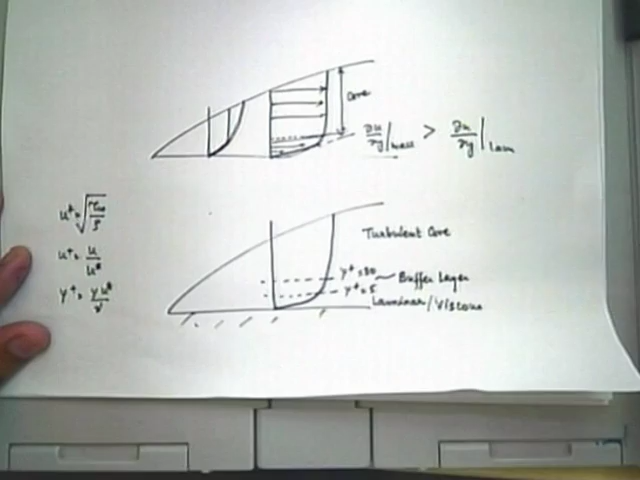 Core
∂u/∂y|wall > ∂u/∂y|lam
u* = √(τw/ρ)
u+ = u/u*
y+ = yu*/ν
Turbulent Core
y+ = 30 ~ Buffer Layer
y+ = 5
Laminar/Viscous